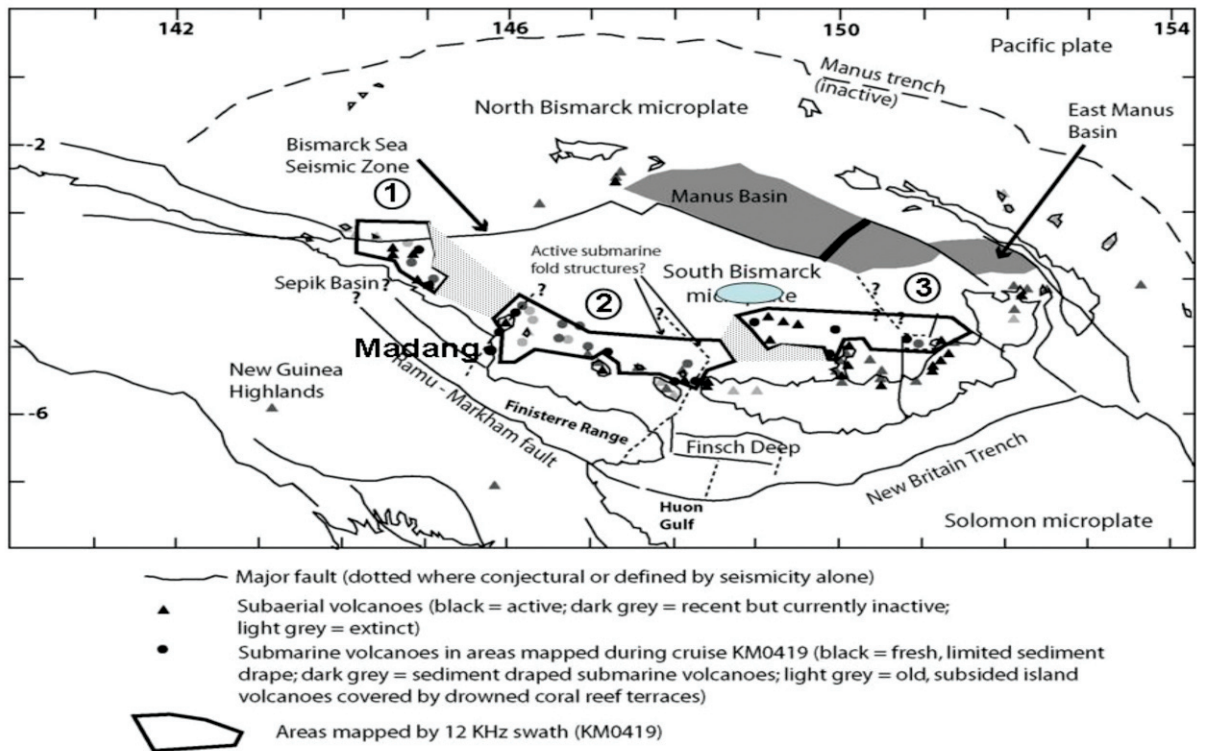 142
146
150
154
Pacific plate
Manus trench
(inactive)
North Bismarck microplate
East Manus
Basin
-2
Bismarck Sea
Seismic Zone
1
Manus Basin
Active submarine
fold structures?
South Bismarck
Sepik Basin?
?
?
2
?
?
3
?
?
Madang
New Guinea
Highlands
Ramu - Markham fault
-6
Finisterre Range
Finsch Deep
New Britain Trench
Huon
Gulf
Solomon microplate
Major fault (dotted where conjectural or defined by seismicity alone)
Subaerial volcanoes (black = active; dark grey = recent but currently inactive;
light grey = extinct)
Submarine volcanoes in areas mapped during cruise KM0419 (black = fresh, limited sediment
drape; dark grey = sediment draped submarine volcanoes; light grey = old, subsided island
volcanoes covered by drowned coral reef terraces)
Areas mapped by 12 KHz swath (KM0419)